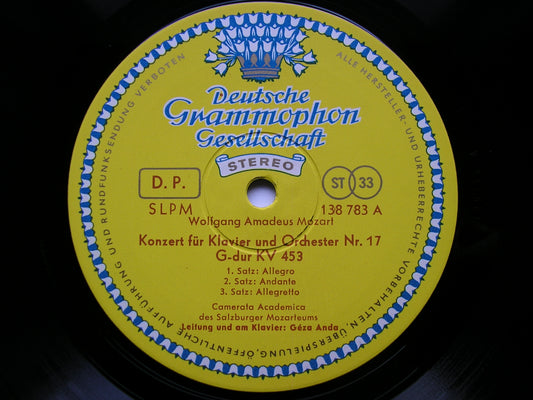 Deutsche
Grammophon
Gesellschaft
STEREO
D. P.
ST 33
SLPM
138 783 A
Wolfgang Amadeus Mozart
Konzert für Klavier und Orchester Nr. 17
G-dur KV 453
1. Satz: Allegro
2. Satz: Andante
3. Satz: Allegretto
Camerata Academica
des Salzburger Mozarteums
Leitung und am Klavier: Géza Anda
ALLE HERSTELLER- UND URHEBERRECHTE VORBEHALTEN, ÜBERSPIELUNG, ÖFFENTLICHE AUFFÜHRUNG UND RUNDFUNKSENDUNG VERBOTEN